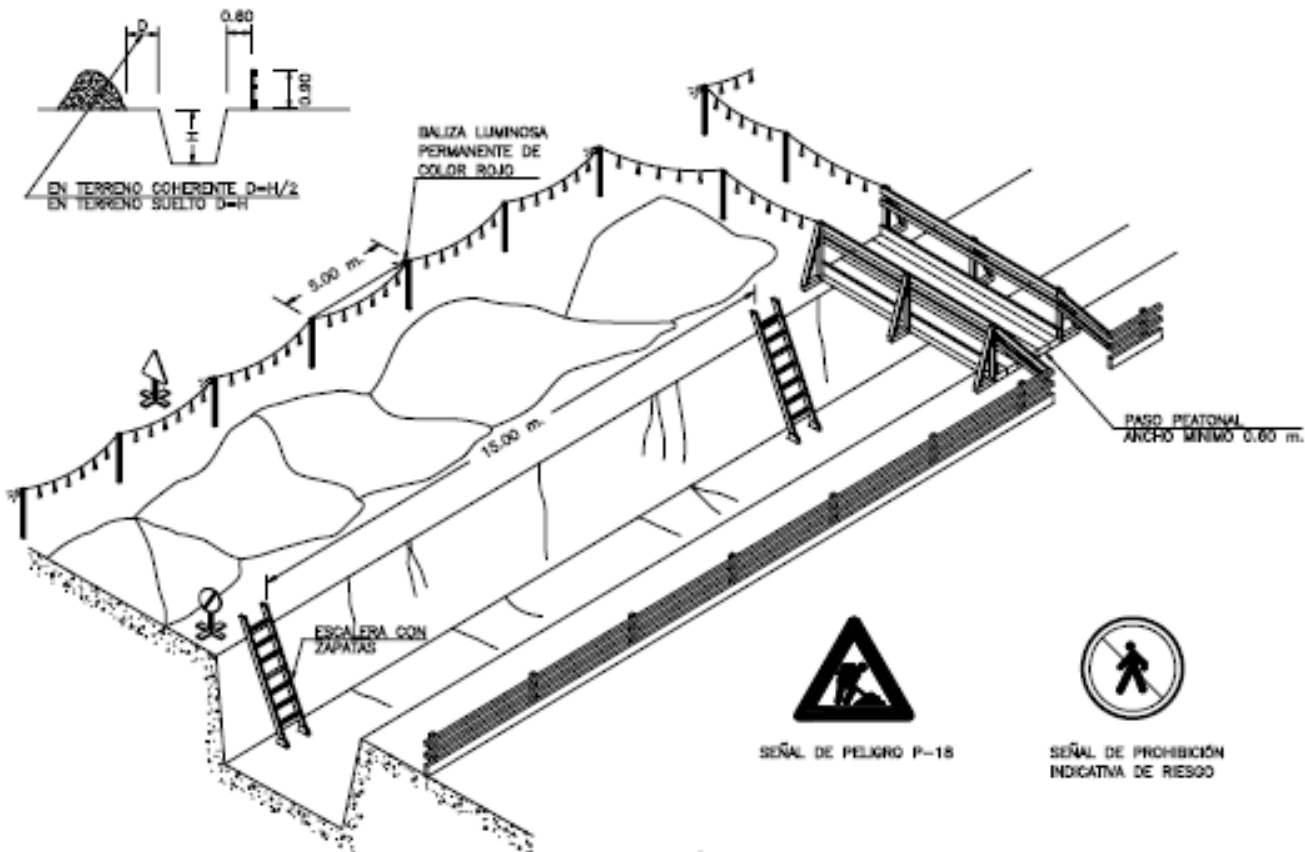 D
0.60
0.90
H
EN TERRENO COHERENTE D=H/2
EN TERRENO SUELTO D=H
BALIZA LUMINOSA
PERMANENTE DE
COLOR ROJO
5.00 m.
15.00 m.
PASO PEATONAL
ANCHO MINIMO 0.60 m.
ESCALERA CON
ZAPATAS
SEÑAL DE PELIGRO P-18
SEÑAL DE PROHIBICIÓN
INDICATIVA DE RIESGO